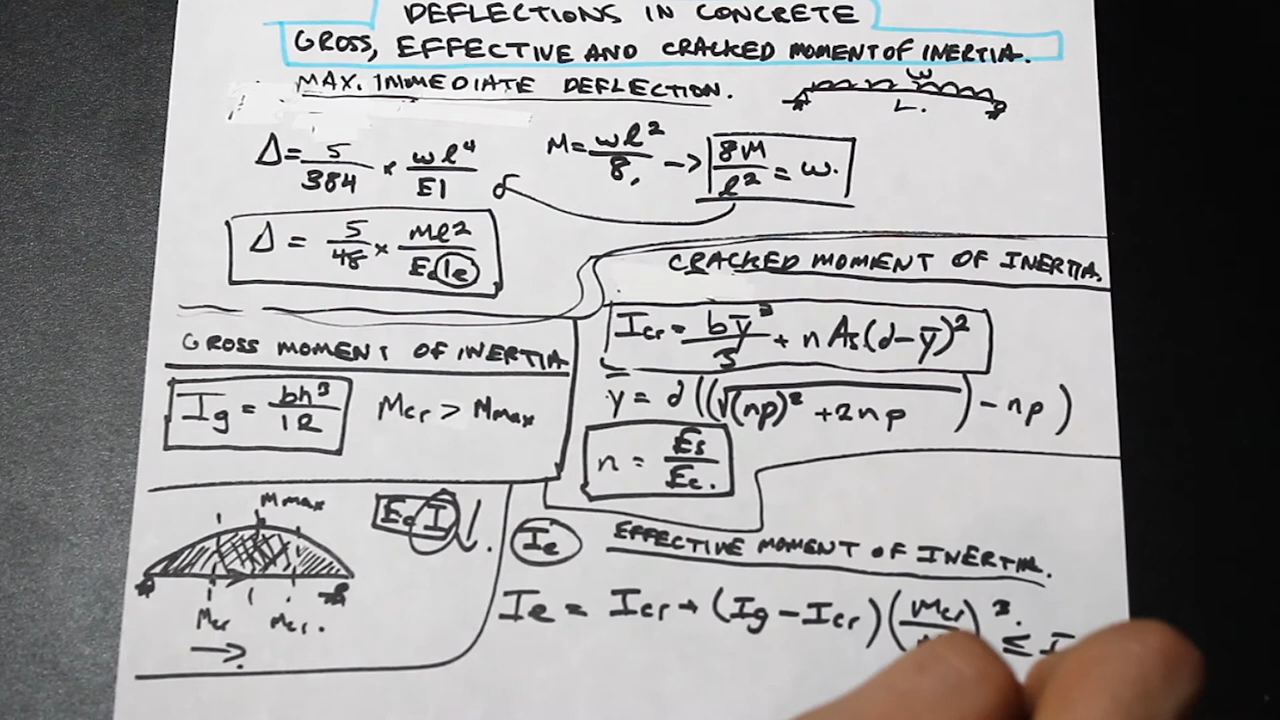 DEFLECTIONS IN CONCRETE
GROSS, EFFECTIVE AND CRACKED MOMENT OF INERTIA.
MAX. IMMEDIATE DEFLECTION.
w
L.
Δ = 5/384 × wl⁴/EI
M = wl²/8. → 8M/l² = w.
Δ = 5/48 × Ml²/EcIe
CRACKED MOMENT OF INERTIA.
Icr = bȳ³/3 + nAs(d-ȳ)²
ȳ = d((√(np)² + 2np) - np)
n = Es/Ec.
GROSS MOMENT OF INERTIA
Ig = bh³/12 Mcr > Mmax
Mmax
EcI ↓.
Mcr Mcr.
→
Ie EFFECTIVE MOMENT OF INERTIA.
Ie = Icr + (Ig - Icr)(Mcr/ )³. ≤ I